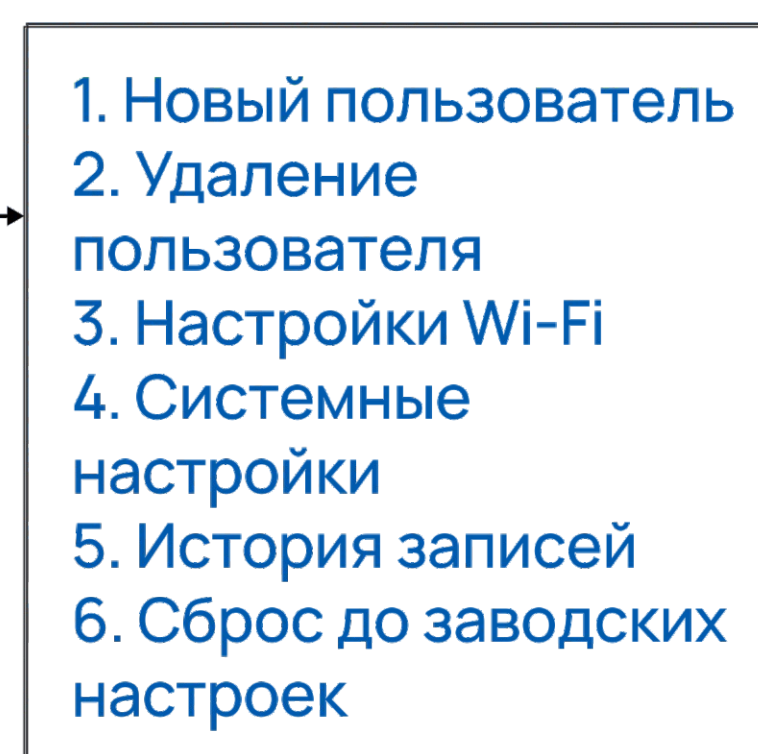 1. Новый пользователь
2. Удаление
пользователя
3. Настройки Wi-Fi
4. Системные
настройки
5. История записей
6. Сброс до заводских
настроек